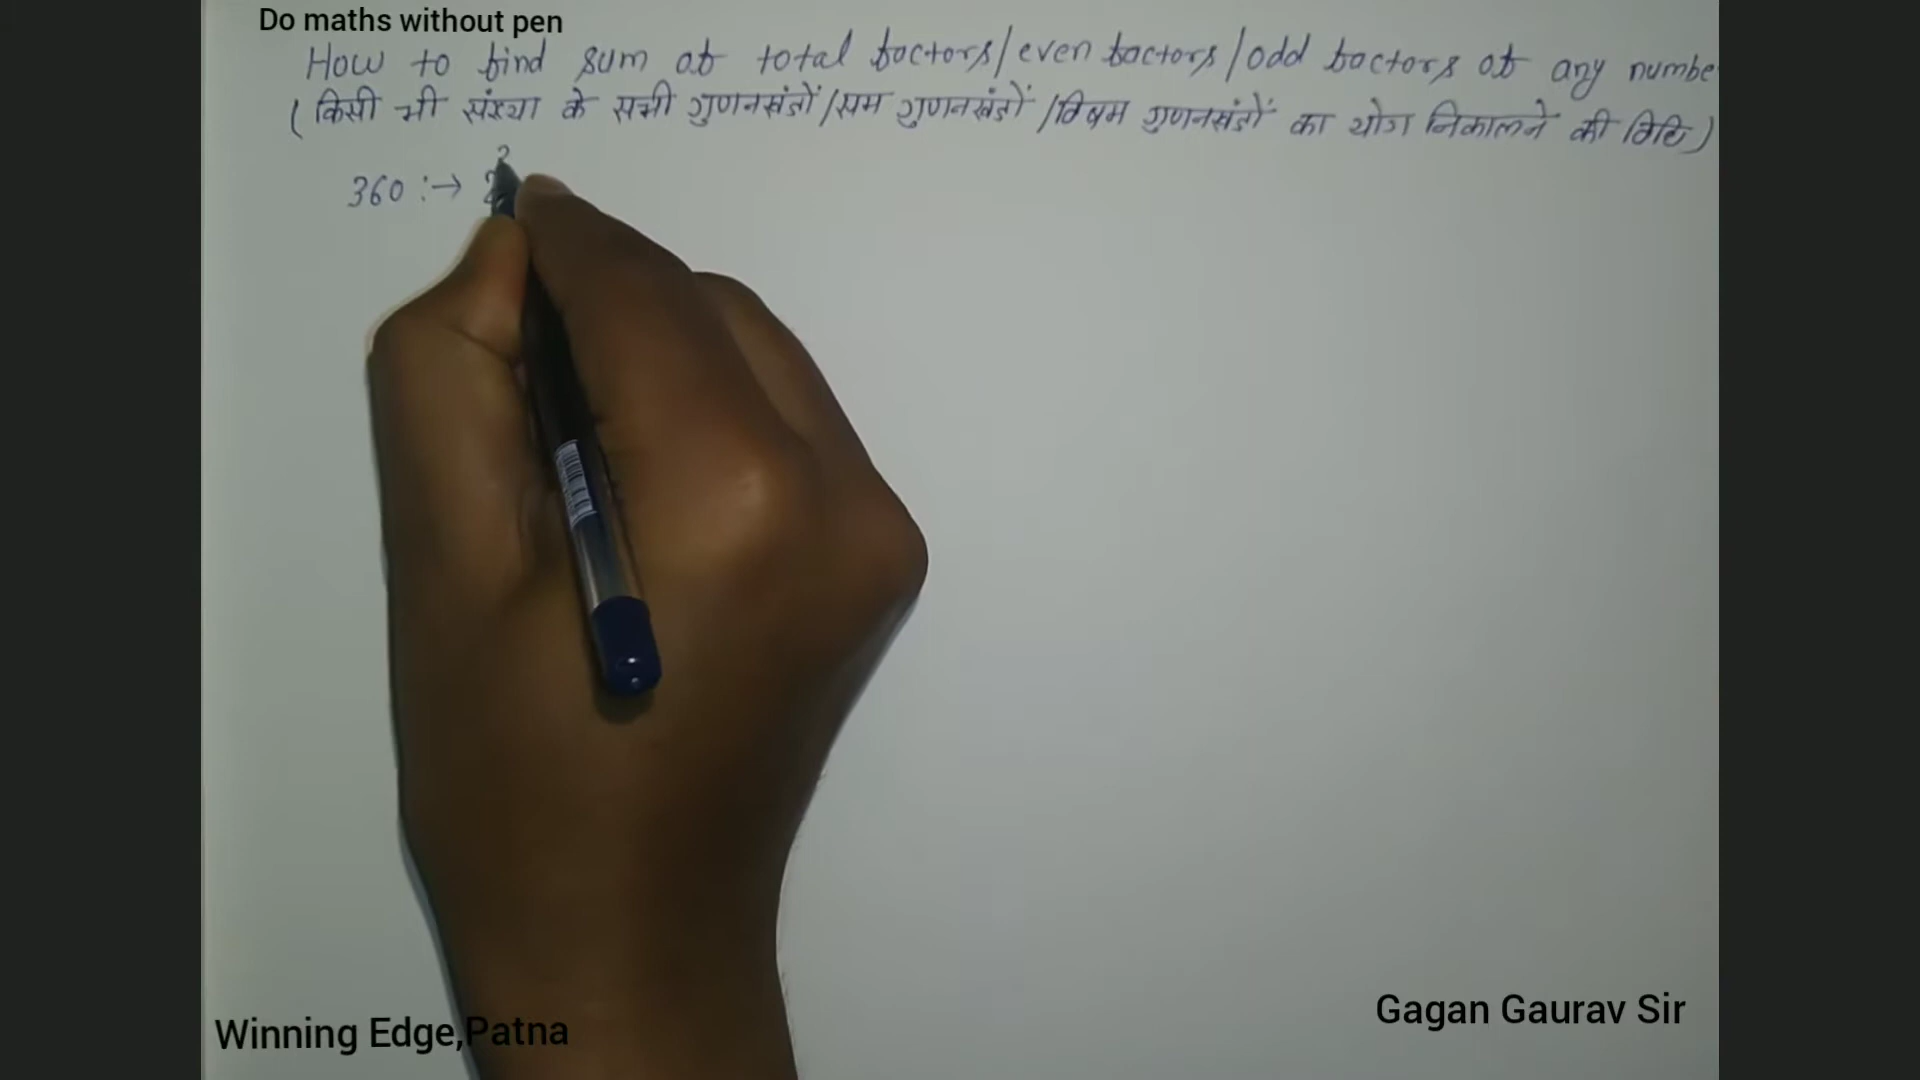 Do maths without pen
How to find sum of total factors/even factors/odd factors of any numbe
(किसी भी संख्या के सभी गुणनखंडों/सम गुणनखंडों/विषम गुणनखंडों का योग निकालने की विधि)
360 :→ 2
Winning Edge,Patna
Gagan Gaurav Sir